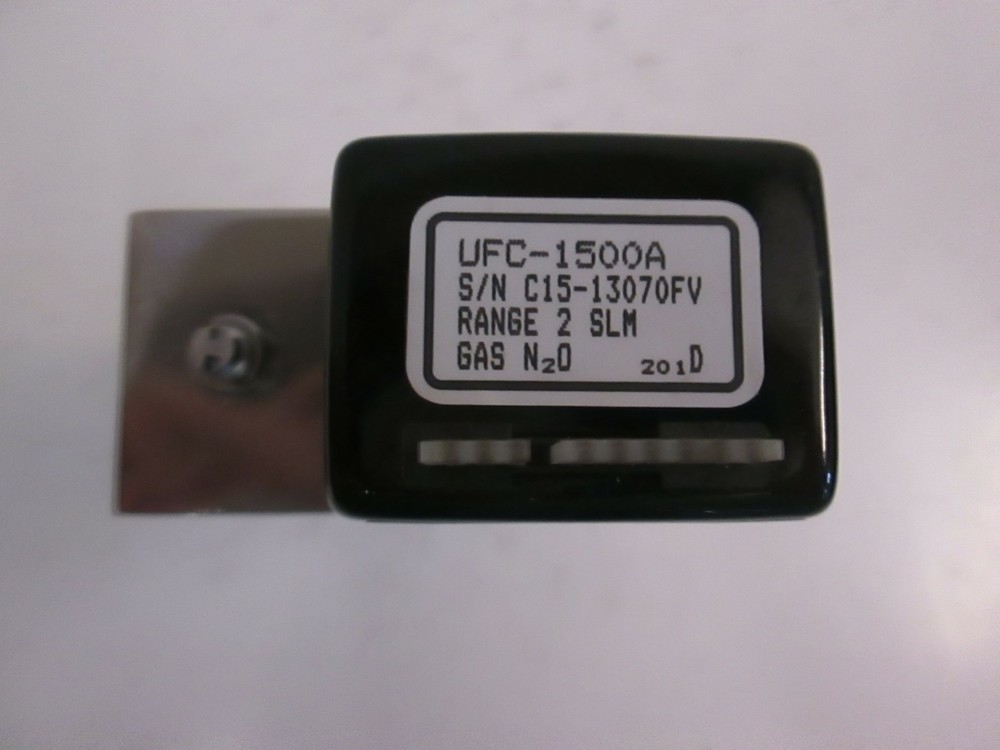 UFC-1500A
S/N C15-13070FV
RANGE 2 SLM
GAS N₂O 201D